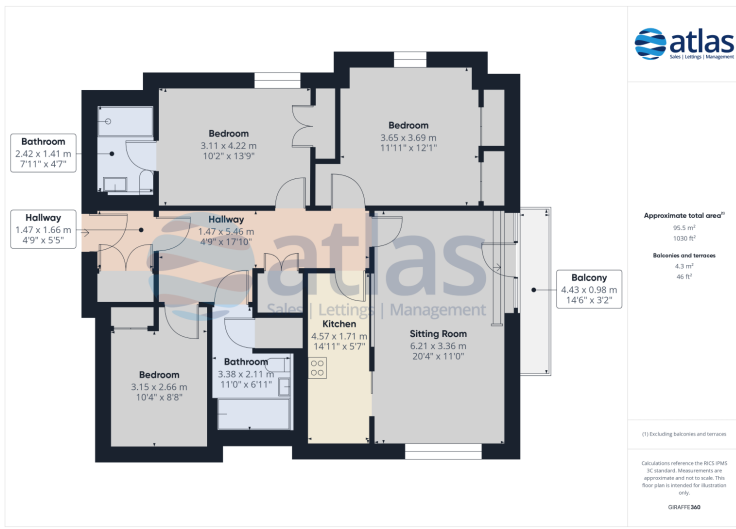 Bathroom
2.42 x 1.41 m
7'11" x 4'7"
Hallway
1.47 x 1.66 m
4'9" x 5'5"
Bedroom
3.11 x 4.22 m
10'2" x 13'9"
Bedroom
3.65 x 3.69 m
11'11" x 12'1"
Hallway
1.47 x 5.46 m
4'9" x 17'10"
atlas
Sales | Lettings | Management
Balcony
4.43 x 0.98 m
14'6" x 3'2"
Kitchen
4.57 x 1.71 m
14'11" x 5'7"
Sitting Room
6.21 x 3.36 m
20'4" x 11'0"
Bedroom
3.15 x 2.66 m
10'4" x 8'8"
Bathroom
3.38 x 2.11 m
11'0" x 6'11"
atlas
Sales | Lettings | Management
Approximate total area(1)
95.5 m²
1030 ft²
Balconies and terraces
4.3 m²
46 ft²
(1) Excluding balconies and terraces
Calculations reference the RICS IPMS
3C standard. Measurements are
approximate and not to scale. This
floor plan is intended for illustration
only.
GIRAFFE360